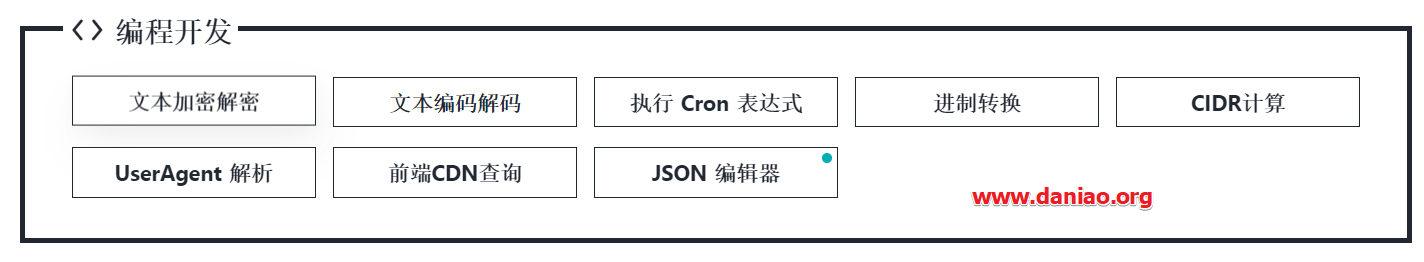 编程开发
文本加密解密
文本编码解码
执行 Cron 表达式
进制转换
CIDR计算
UserAgent 解析
前端CDN查询
JSON 编辑器
www.daniao.org